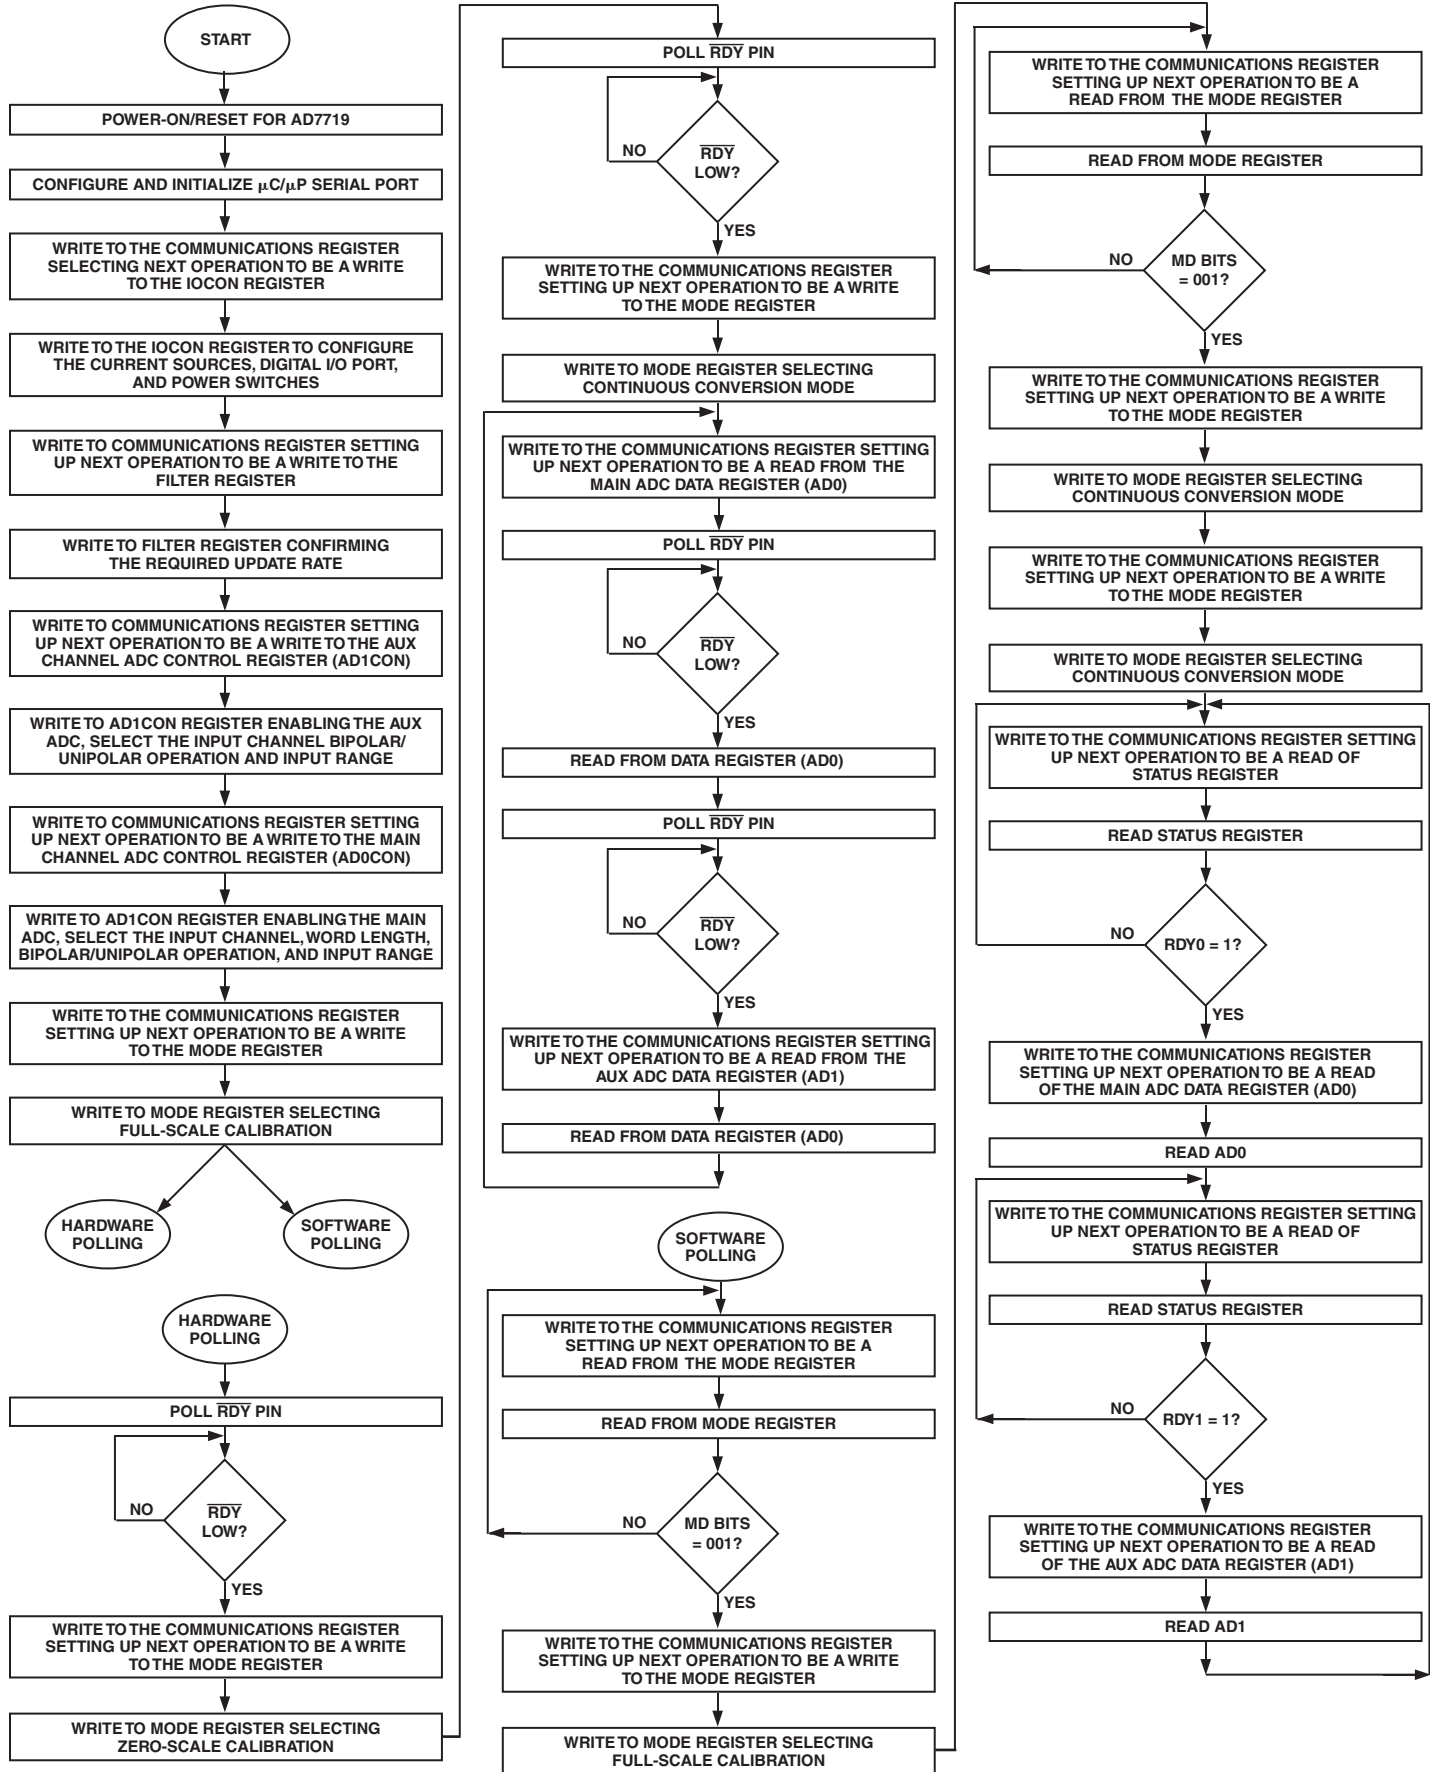 START
POWER-ON/RESET FOR AD7719
CONFIGURE AND INITIALIZE μC/μP SERIAL PORT
WRITE TO THE COMMUNICATIONS REGISTER
SELECTING NEXT OPERATION TO BE A WRITE
TO THE IOCON REGISTER
WRITE TO THE IOCON REGISTER TO CONFIGURE
THE CURRENT SOURCES, DIGITAL I/O PORT,
AND POWER SWITCHES
WRITE TO COMMUNICATIONS REGISTER SETTING
UP NEXT OPERATION TO BE A WRITE TO THE
FILTER REGISTER
WRITE TO FILTER REGISTER CONFIRMING
THE REQUIRED UPDATE RATE
WRITE TO COMMUNICATIONS REGISTER SETTING
UP NEXT OPERATION TO BE A WRITE TO THE AUX
CHANNEL ADC CONTROL REGISTER (AD1CON)
WRITE TO AD1CON REGISTER ENABLING THE AUX
ADC, SELECT THE INPUT CHANNEL BIPOLAR/
UNIPOLAR OPERATION AND INPUT RANGE
WRITE TO COMMUNICATIONS REGISTER SETTING
UP NEXT OPERATION TO BE A WRITE TO THE MAIN
CHANNEL ADC CONTROL REGISTER (AD0CON)
WRITE TO AD1CON REGISTER ENABLING THE MAIN
ADC, SELECT THE INPUT CHANNEL, WORD LENGTH,
BIPOLAR/UNIPOLAR OPERATION, AND INPUT RANGE
WRITE TO THE COMMUNICATIONS REGISTER
SETTING UP NEXT OPERATION TO BE A WRITE
TO THE MODE REGISTER
WRITE TO MODE REGISTER SELECTING
FULL-SCALE CALIBRATION
HARDWARE
POLLING
SOFTWARE
POLLING
HARDWARE
POLLING
POLL R̅D̅Y̅ PIN
R̅D̅Y̅
LOW?
NO
YES
WRITE TO THE COMMUNICATIONS REGISTER
SETTING UP NEXT OPERATION TO BE A WRITE
TO THE MODE REGISTER
WRITE TO MODE REGISTER SELECTING
ZERO-SCALE CALIBRATION
POLL R̅D̅Y̅ PIN
NO
R̅D̅Y̅
LOW?
YES
WRITE TO THE COMMUNICATIONS REGISTER
SETTING UP NEXT OPERATION TO BE A WRITE
TO THE MODE REGISTER
WRITE TO MODE REGISTER SELECTING
CONTINUOUS CONVERSION MODE
WRITE TO THE COMMUNICATIONS REGISTER SETTING
UP NEXT OPERATION TO BE A READ FROM THE
MAIN ADC DATA REGISTER (AD0)
POLL R̅D̅Y̅ PIN
NO
R̅D̅Y̅
LOW?
YES
READ FROM DATA REGISTER (AD0)
POLL R̅D̅Y̅ PIN
NO
R̅D̅Y̅
LOW?
YES
WRITE TO THE COMMUNICATIONS REGISTER SETTING
UP NEXT OPERATION TO BE A READ FROM THE
AUX ADC DATA REGISTER (AD1)
READ FROM DATA REGISTER (AD0)
SOFTWARE
POLLING
WRITE TO THE COMMUNICATIONS REGISTER
SETTING UP NEXT OPERATION TO BE A
READ FROM THE MODE REGISTER
READ FROM MODE REGISTER
NO
MD BITS
= 001?
YES
WRITE TO THE COMMUNICATIONS REGISTER
SETTING UP NEXT OPERATION TO BE A WRITE
TO THE MODE REGISTER
WRITE TO MODE REGISTER SELECTING
FULL-SCALE CALIBRATION
WRITE TO THE COMMUNICATIONS REGISTER
SETTING UP NEXT OPERATION TO BE A
READ FROM THE MODE REGISTER
READ FROM MODE REGISTER
NO
MD BITS
= 001?
YES
WRITE TO THE COMMUNICATIONS REGISTER
SETTING UP NEXT OPERATION TO BE A WRITE
TO THE MODE REGISTER
WRITE TO MODE REGISTER SELECTING
CONTINUOUS CONVERSION MODE
WRITE TO THE COMMUNICATIONS REGISTER
SETTING UP NEXT OPERATION TO BE A WRITE
TO THE MODE REGISTER
WRITE TO MODE REGISTER SELECTING
CONTINUOUS CONVERSION MODE
WRITE TO THE COMMUNICATIONS REGISTER SETTING
UP NEXT OPERATION TO BE A READ OF
STATUS REGISTER
READ STATUS REGISTER
NO
RDY0 = 1?
YES
WRITE TO THE COMMUNICATIONS REGISTER
SETTING UP NEXT OPERATION TO BE A READ
OF THE MAIN ADC DATA REGISTER (AD0)
READ AD0
WRITE TO THE COMMUNICATIONS REGISTER SETTING
UP NEXT OPERATION TO BE A READ OF
STATUS REGISTER
READ STATUS REGISTER
NO
RDY1 = 1?
YES
WRITE TO THE COMMUNICATIONS REGISTER
SETTING UP NEXT OPERATION TO BE A READ
OF THE AUX ADC DATA REGISTER (AD1)
READ AD1